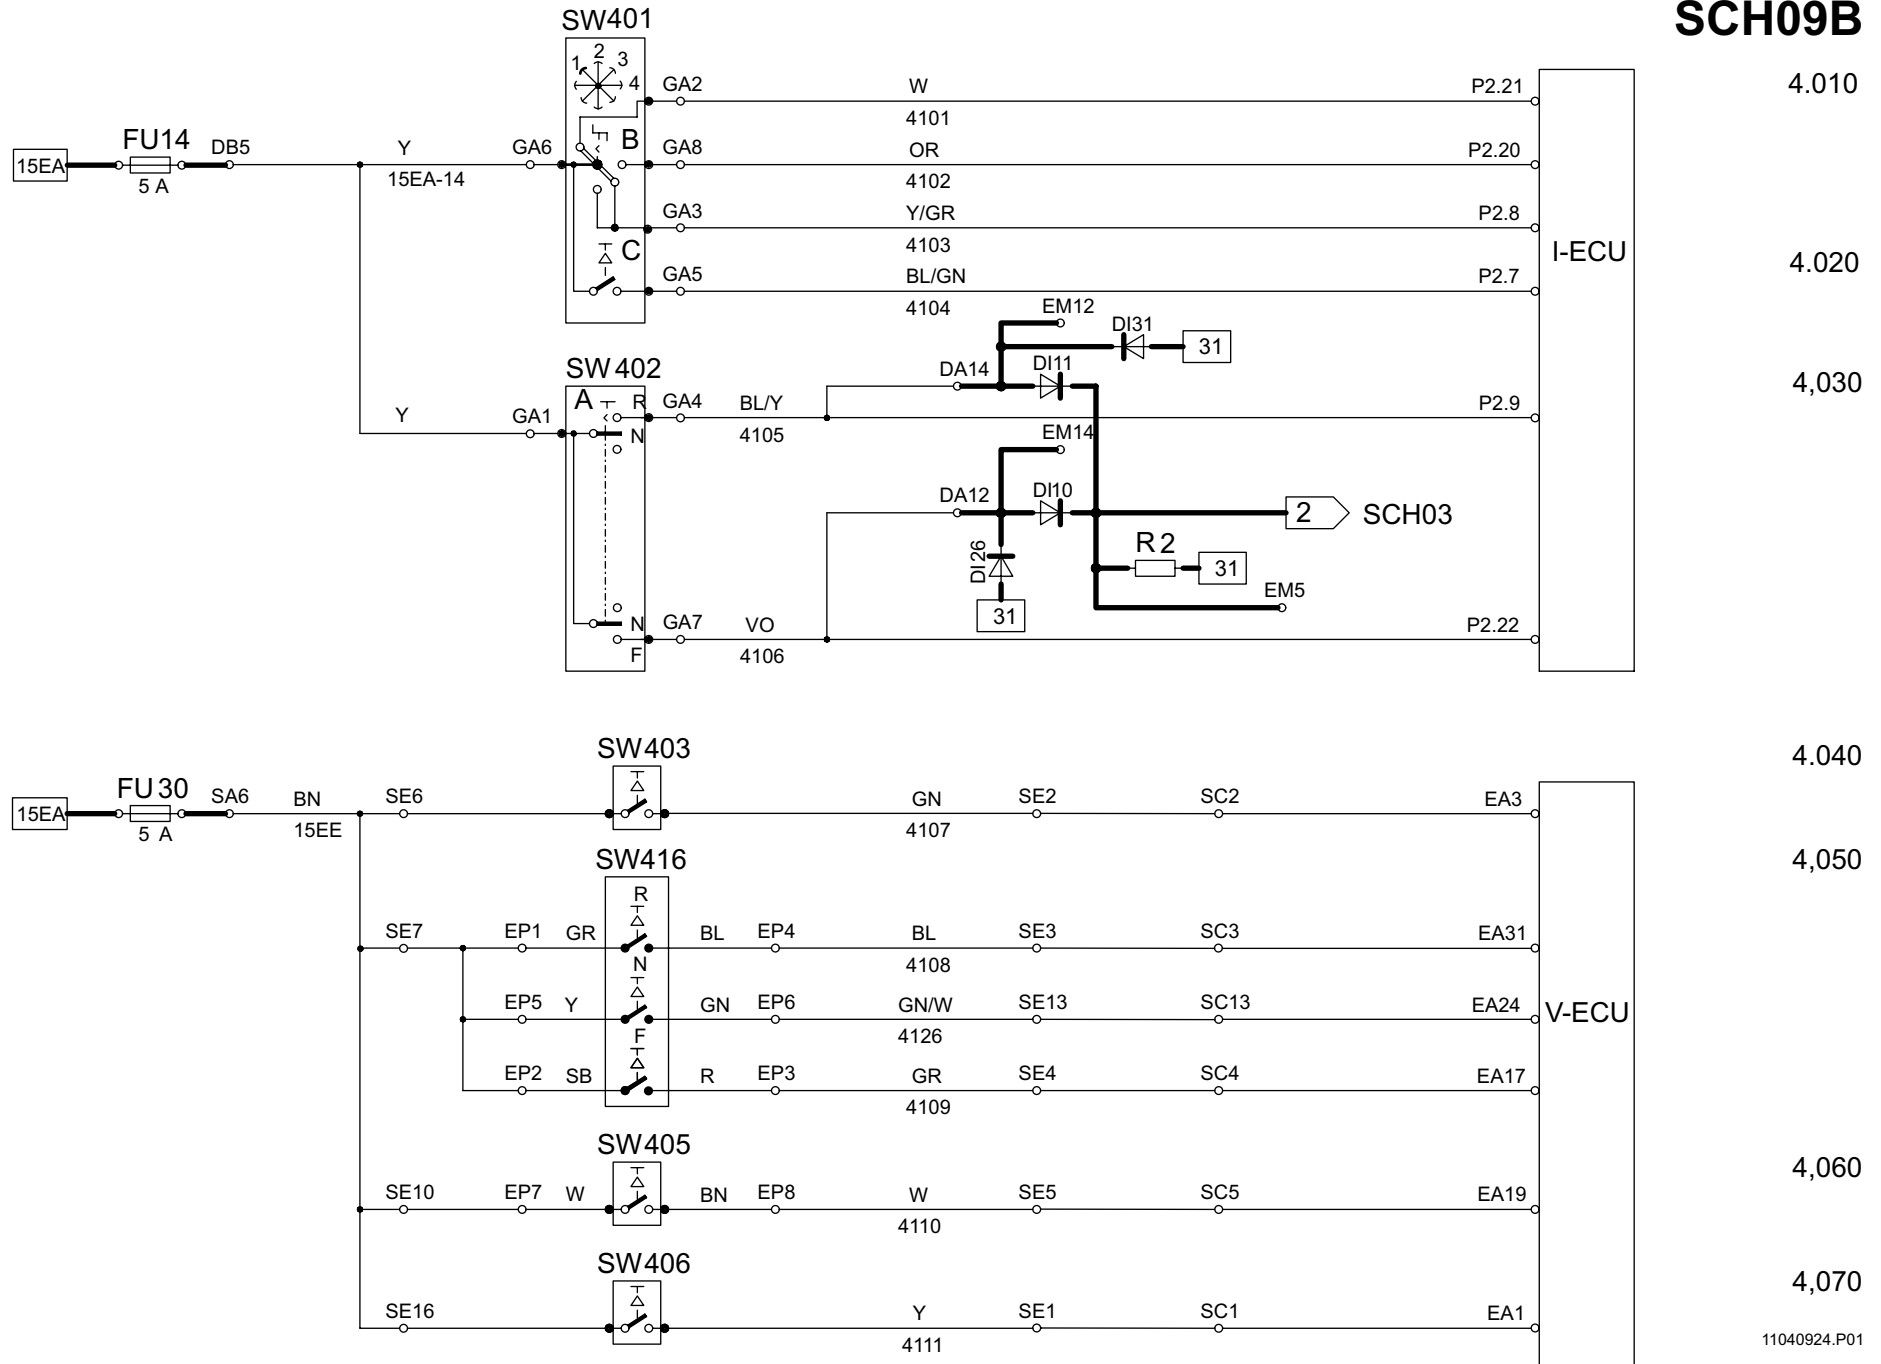 SCH09B
SW401
1 2 3 4
GA2 W P2.21 4.010
4101
FU14 DB5 Y GA6 B GA8 OR P2.20
15EA
5 A 15EA-14 4102
GA3 Y/GR P2.8
4103
C I-ECU
4.020
GA5 BL/GN P2.7
4104
EM12
DI31
31
SW402
DA14 DI11
4,030
A R GA4 BL/Y P2.9
Y GA1
N 4105 EM14
DA12 DI10
2 SCH03
R2
DI26 31
EM5
31
GA7 VO P2.22
N
F 4106
SW403 4.040
FU30 SA6 BN SE6 GN SE2 SC2 EA3
15EA
5 A 15EE 4107
SW416 4,050
R
SE7 EP1 GR BL EP4 BL SE3 SC3 EA31
N 4108
EP5 Y GN EP6 GN/W SE13 SC13 EA24
V-ECU
F 4126
EP2 SB R EP3 GR SE4 SC4 EA17
4109
SW405
4,060
SE10 EP7 W BN EP8 W SE5 SC5 EA19
4110
SW406
4,070
SE16 Y SE1 SC1 EA1
4111
11040924.P01